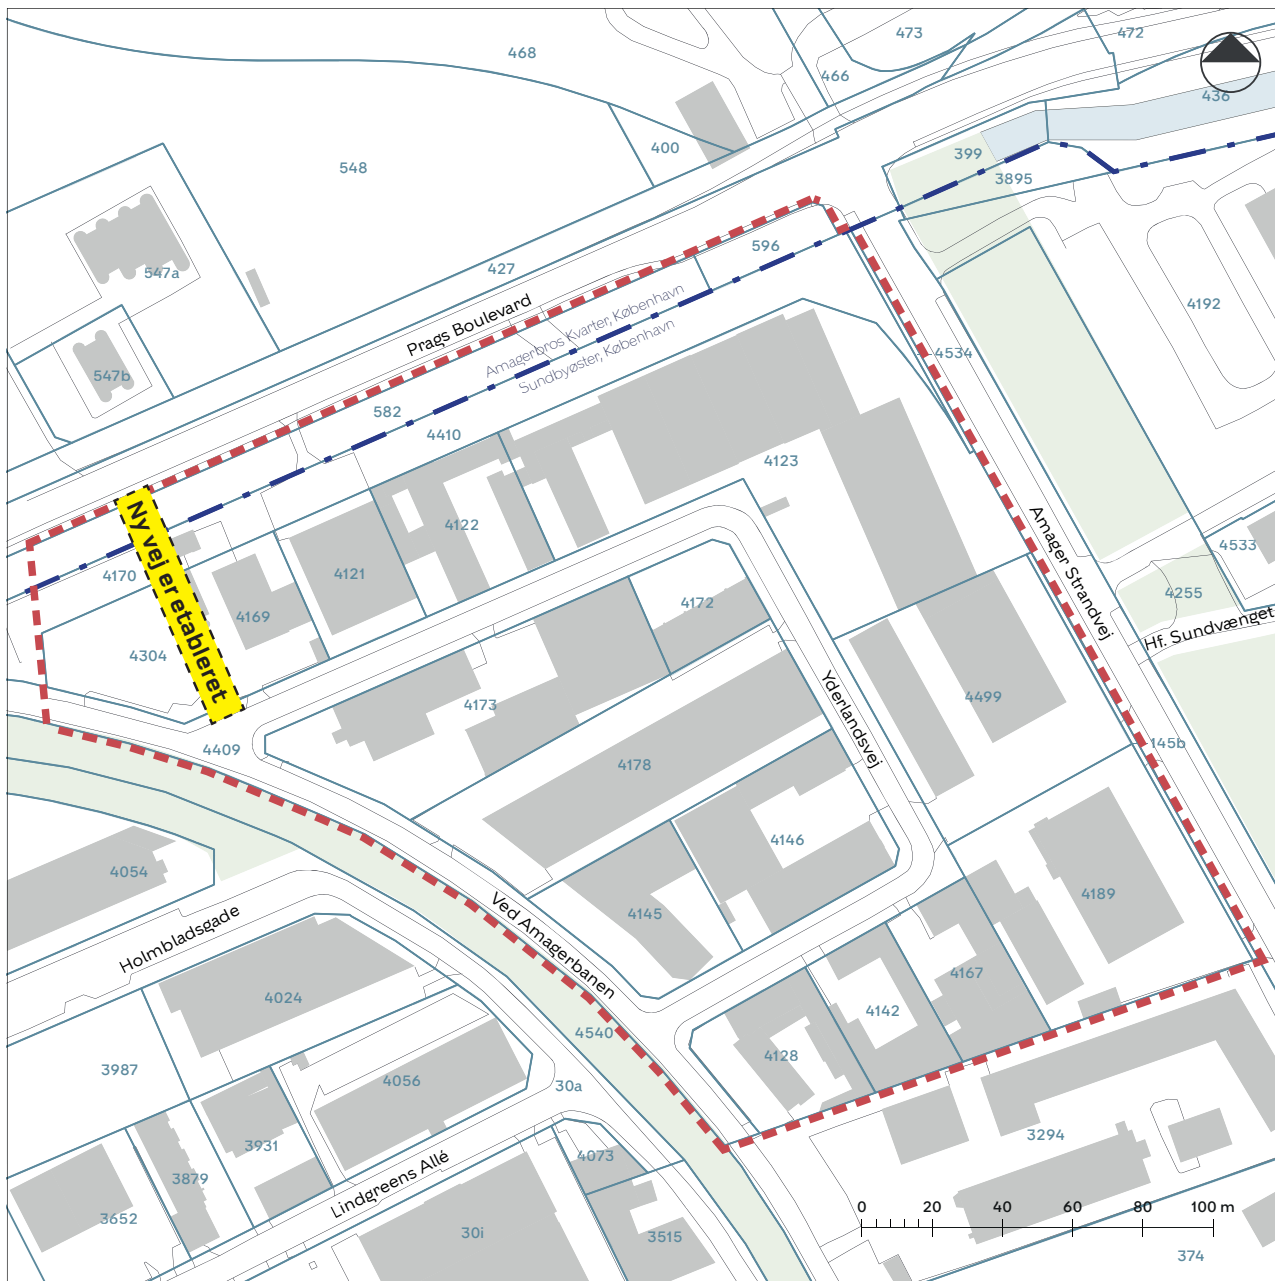 473
472
468
466
436
400
399
548
3895
596
547a
427
4192
Prags Boulevard
Amagerbros Kvarter, København
Sundbyøster, København
4534
547b
582
4410
4123
4122
Ny vej er etableret
4533
4170
4121
Amager Strandvej
4255
4172
4169
Hf. Sundvænget
4304
4173
Yderlandsvej
4499
4409
145b
4178
4146
4054
4189
4145
Ved Amagerbanen
Holmbladsgade
4167
4024
4142
4540
4128
3987
4056
30a
3294
3931
4073
3879
Lindgreens Allé
3652
30i
3515
0 20 40 60 80 100 m
374